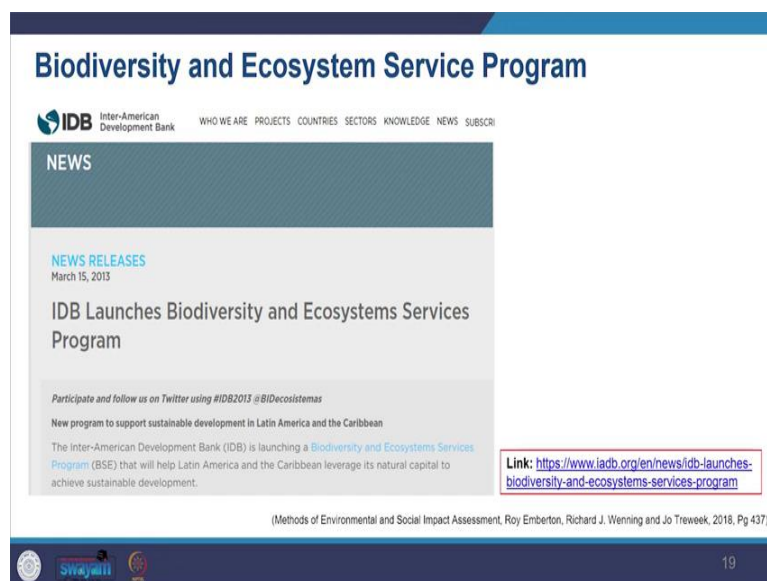 Biodiversity and Ecosystem Service Program
IDB Inter-American Development Bank
WHO WE ARE PROJECTS COUNTRIES SECTORS KNOWLEDGE NEWS SUBSCRI
NEWS
NEWS RELEASES
March 15, 2013
IDB Launches Biodiversity and Ecosystems Services
Program
Participate and follow us on Twitter using #IDB2013 @BIDecosistemas
New program to support sustainable development in Latin America and the Caribbean
The Inter-American Development Bank (IDB) is launching a Biodiversity and Ecosystems Services
Program (BSE) that will help Latin America and the Caribbean leverage its natural capital to
achieve sustainable development.
Link: https://www.iadb.org/en/news/idb-launches-
biodiversity-and-ecosystems-services-program
(Methods of Environmental and Social Impact Assessment, Roy Emberton, Richard J. Wenning and Jo Treweek, 2018, Pg 437)
swayam
19